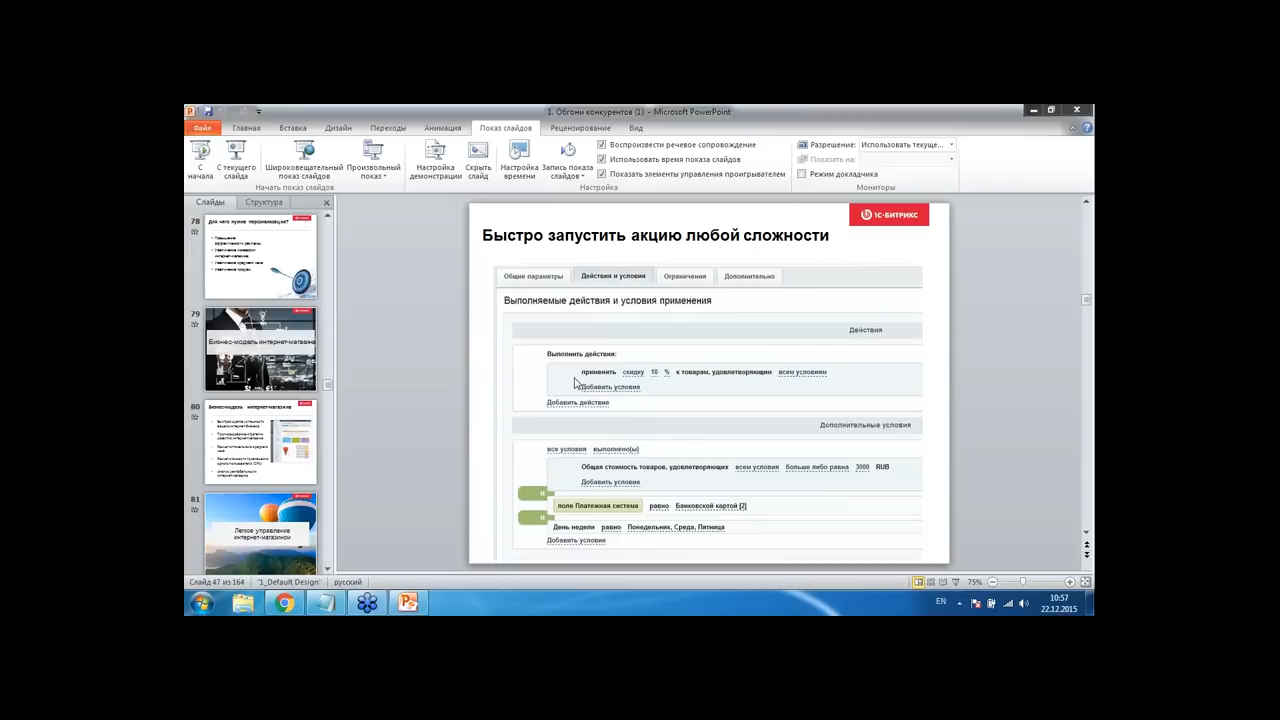 1. Обгони конкурентов (1) - Microsoft PowerPoint
Файл Главная Вставка Дизайн Переходы Анимация Показ слайдов Рецензирование Вид
С начала
С текущего слайда
Широковещательный показ слайдов
Произвольный показ
Начать показ слайдов
Настройка демонстрации
Скрыть слайд
Настройка времени
Запись показа слайдов
Воспроизвести речевое сопровождение
Использовать время показа слайдов
Показать элементы управления проигрывателем
Настройка
Разрешение: Использовать текуще...
Показать на:
Режим докладчика
Мониторы
Слайды Структура
78
Для чего нужна персонализация?
79
Бизнес-модель интернет-магазина
80
Бизнес-модель интернет-магазина
81
Легкое управление
интернет-магазином
1С-БИТРИКС
Быстро запустить акцию любой сложности
Общие параметры Действия и условия Ограничения Дополнительно
Выполняемые действия и условия применения
Действия
Выполнить действия:
применить скидку 10 % к товарам, удовлетворяющим всем условиям
Добавить условие
Добавить действие
Дополнительные условия
все условия выполнено(ы)
Общая стоимость товаров, удовлетворяющих всем условия больше либо равна 3000 RUB
Добавить условие
И
поле Платежная система равно Банковской картой [2]
И
День недели равно Понедельник, Среда, Пятница
Добавить условие
Слайд 47 из 164 "1_Default Design" русский 75%
EN 10:57
22.12.2015